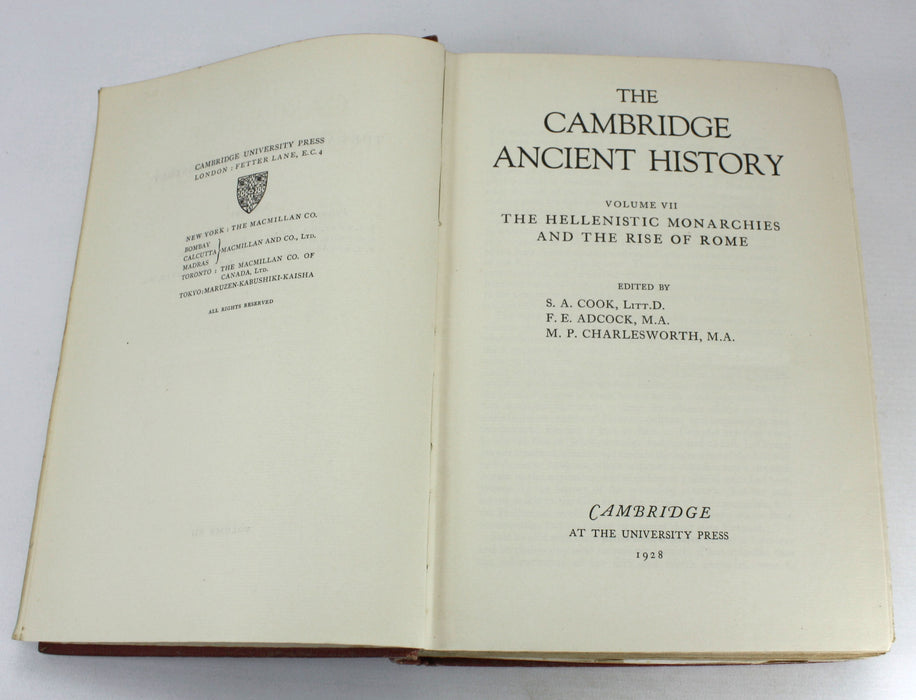 CAMBRIDGE UNIVERSITY PRESS
LONDON : FETTER LANE, E.C. 4
NEW YORK : THE MACMILLAN CO.
BOMBAY
CALCUTTA } MACMILLAN AND CO., LTD.
MADRAS
TORONTO : THE MACMILLAN CO. OF
CANADA, LTD.
TOKYO: MARUZEN-KABUSHIKI-KAISHA
ALL RIGHTS RESERVED
THE
CAMBRIDGE
ANCIENT HISTORY
VOLUME VII
THE HELLENISTIC MONARCHIES
AND THE RISE OF ROME
EDITED BY
S. A. COOK, LITT.D.
F. E. ADCOCK, M.A.
M. P. CHARLESWORTH, M.A.
CAMBRIDGE
AT THE UNIVERSITY PRESS
1928